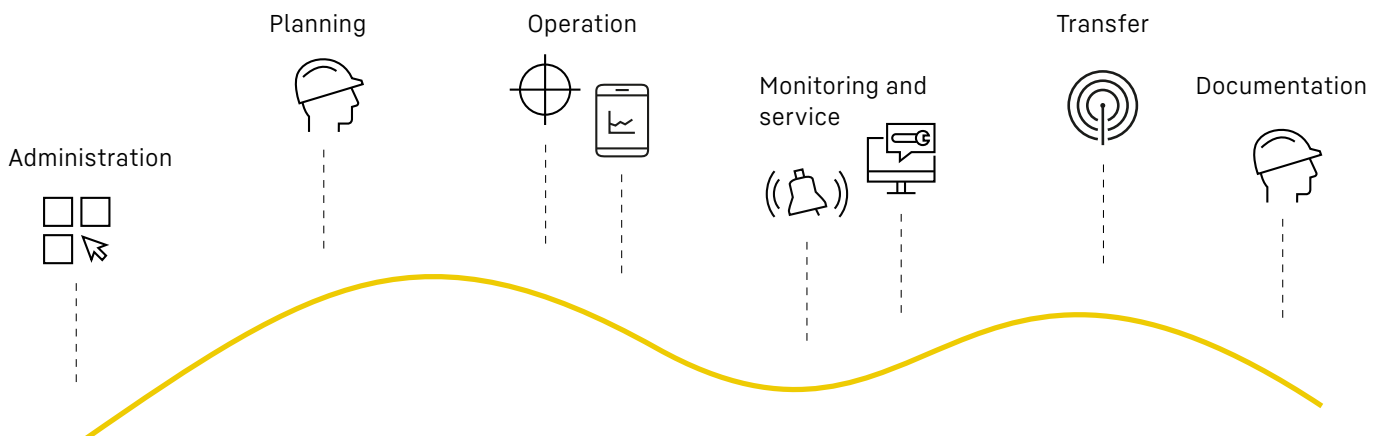 Administration
Planning
Operation
Monitoring and
service
Transfer
Documentation